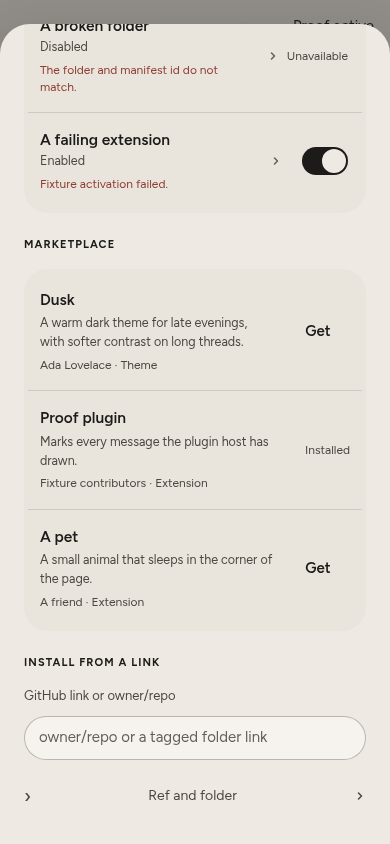 Proof active
A broken folder
Disabled
Unavailable
The folder and manifest id do not
match.
A failing extension
Enabled
Fixture activation failed.
MARKETPLACE
Dusk
A warm dark theme for late evenings,
with softer contrast on long threads.
Get
Ada Lovelace · Theme
Proof plugin
Marks every message the plugin host has
drawn.
Installed
Fixture contributors · Extension
A pet
A small animal that sleeps in the corner of
the page.
Get
A friend · Extension
INSTALL FROM A LINK
GitHub link or owner/repo
owner/repo or a tagged folder link
Ref and folder